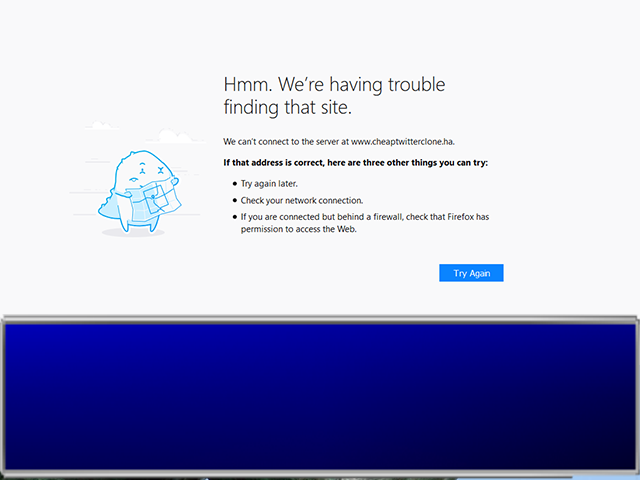 Hmm. We're having trouble
finding that site.
We can't connect to the server at www.cheaptwitterclone.ha.
If that address is correct, here are three other things you can try:
● Try again later.
● Check your network connection.
● If you are connected but behind a firewall, check that Firefox has
permission to access the Web.
Try Again